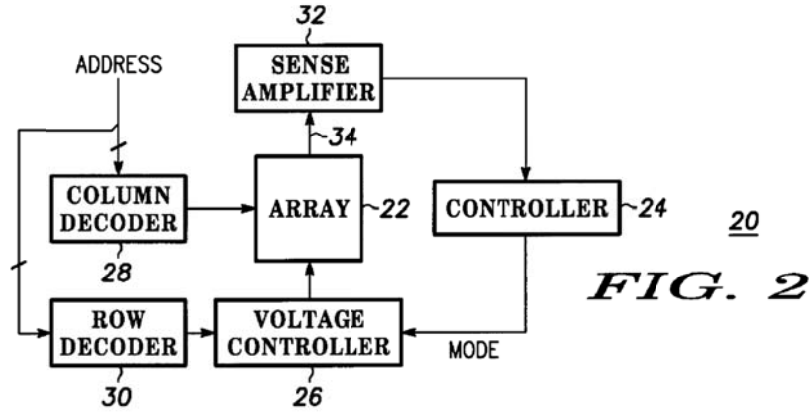 32
ADDRESS
SENSE
AMPLIFIER
34
COLUMN
DECODER
28
ARRAY
22
CONTROLLER
24
20
FIG. 2
ROW
DECODER
30
VOLTAGE
CONTROLLER
26
MODE